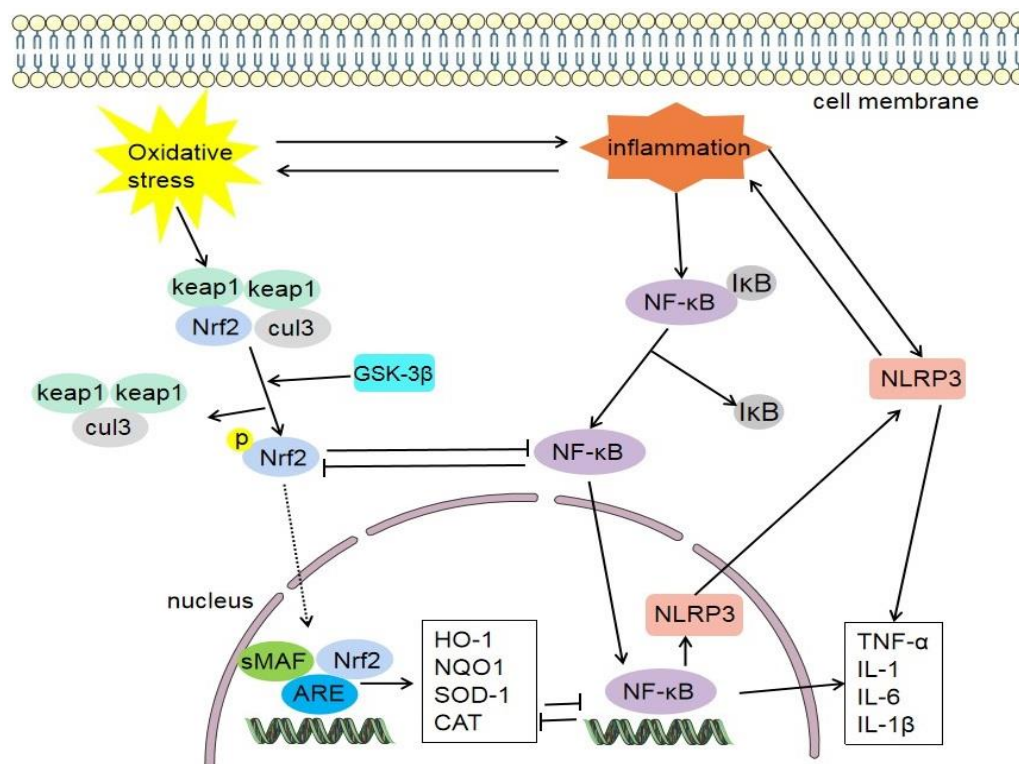 cell membrane
Oxidative
stress
inflammation
keap1
keap1
Nrf2
cul3
NF-κB
IκB
GSK-3β
NLRP3
keap1
keap1
cul3
IκB
p
Nrf2
NF-κB
nucleus
NLRP3
sMAF
Nrf2
ARE
HO-1
NQO1
SOD-1
CAT
NF-κB
TNF-α
IL-1
IL-6
IL-1β